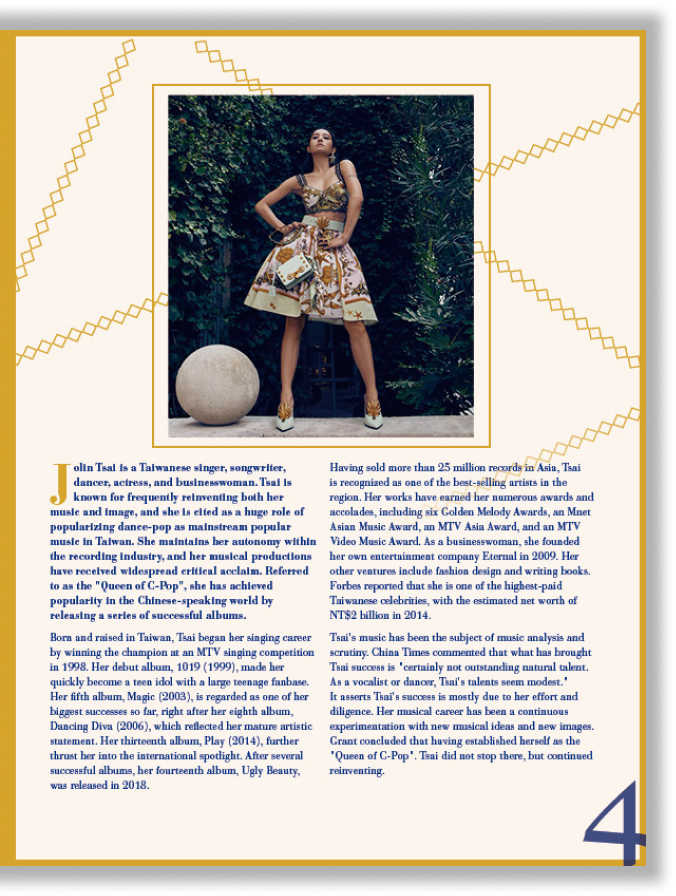 Jolin Tsai is a Taiwanese singer, songwriter,
dancer, actress, and businesswoman. Tsai is
known for frequently reinventing both her
music and image, and she is cited as a huge role of
popularizing dance-pop as mainstream popular
music in Taiwan. She maintains her autonomy within
the recording industry, and her musical productions
have received widespread critical acclaim. Referred
to as the "Queen of C-Pop", she has achieved
popularity in the Chinese-speaking world by
releasing a series of successful albums.
Born and raised in Taiwan, Tsai began her singing career
by winning the champion at an MTV singing competition
in 1998. Her debut album, 1019 (1999), made her
quickly become a teen idol with a large teenage fanbase.
Her fifth album, Magic (2003), is regarded as one of her
biggest successes so far, right after her eighth album,
Dancing Diva (2006), which reflected her mature artistic
statement. Her thirteenth album, Play (2014), further
thrust her into the international spotlight. After several
successful albums, her fourteenth album, Ugly Beauty,
was released in 2018.
Having sold more than 25 million records in Asia, Tsai
is recognized as one of the best-selling artists in the
region. Her works have earned her numerous awards and
accolades, including six Golden Melody Awards, an Mnet
Asian Music Award, an MTV Asia Award, and an MTV
Video Music Award. As a businesswoman, she founded
her own entertainment company Eternal in 2009. Her
other ventures include fashion design and writing books.
Forbes reported that she is one of the highest-paid
Taiwanese celebrities, with the estimated net worth of
NT$2 billion in 2014.
Tsai's music has been the subject of music analysis and
scrutiny. China Times commented that what has brought
Tsai success is "certainly not outstanding natural talent.
As a vocalist or dancer, Tsai's talents seem modest."
It asserts Tsai's success is mostly due to her effort and
diligence. Her musical career has been a continuous
experimentation with new musical ideas and new images.
Grant concluded that having established herself as the
"Queen of C-Pop". Tsai did not stop there, but continued
reinventing.
4